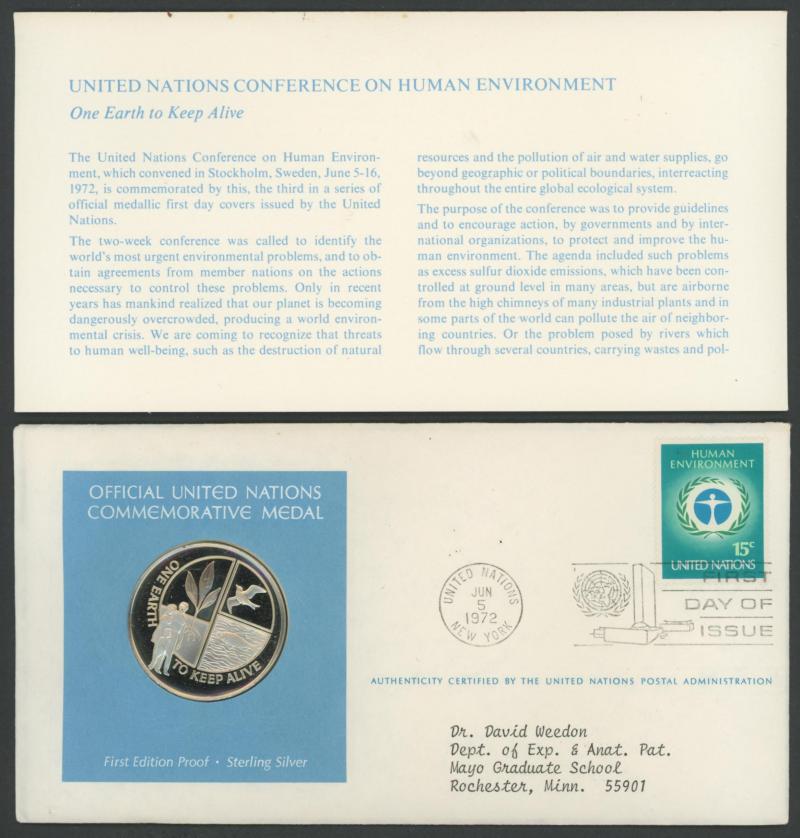 UNITED NATIONS CONFERENCE ON HUMAN ENVIRONMENT
One Earth to Keep Alive
The United Nations Conference on Human Environ-
ment, which convened in Stockholm, Sweden, June 5-16,
1972, is commemorated by this, the third in a series of
official medallic first day covers issued by the United
Nations.
The two-week conference was called to identify the
world's most urgent environmental problems, and to ob-
tain agreements from member nations on the actions
necessary to control these problems. Only in recent
years has mankind realized that our planet is becoming
dangerously overcrowded, producing a world environ-
mental crisis. We are coming to recognize that threats
to human well-being, such as the destruction of natural
resources and the pollution of air and water supplies, go
beyond geographic or political boundaries, interreacting
throughout the entire global ecological system.
The purpose of the conference was to provide guidelines
and to encourage action, by governments and by inter-
national organizations, to protect and improve the hu-
man environment. The agenda included such problems
as excess sulfur dioxide emissions, which have been con-
trolled at ground level in many areas, but are airborne
from the high chimneys of many industrial plants and in
some parts of the world can pollute the air of neighbor-
ing countries. Or the problem posed by rivers which
flow through several countries, carrying wastes and pol-
OFFICIAL UNITED NATIONS
COMMEMORATIVE MEDAL
ONE EARTH
TO KEEP ALIVE
First Edition Proof · Sterling Silver
HUMAN
ENVIRONMENT
15c
UNITED NATIONS
UNITED NATIONS
JUN
5
1972
NEW YORK
FIRST
DAY OF
ISSUE
AUTHENTICITY CERTIFIED BY THE UNITED NATIONS POSTAL ADMINISTRATION
Dr. David Weedon
Dept. of Exp. & Anat. Pat.
Mayo Graduate School
Rochester, Minn. 55901